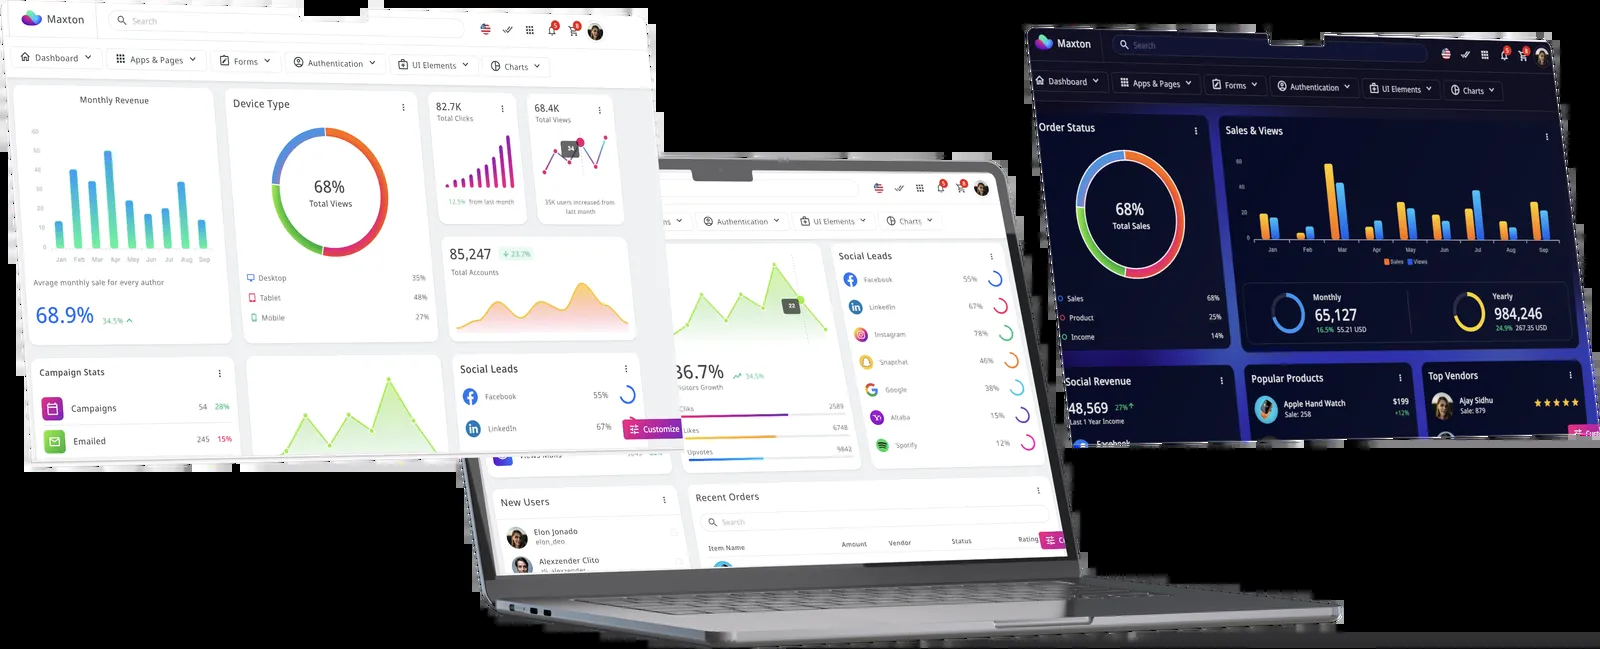 Maxton
Search
5
8
Dashboard
Apps & Pages
Forms
Authentication
UI Elements
Charts
Monthly Revenue
60
50
40
30
20
10
0
Jan Feb Mar Apr May Jun Jul Aug Sep
Avrage monthly sale for every author
68.9%
34.5%
Device Type
68%
Total Views
Desktop 35%
Tablet 48%
Mobile 27%
82.7K
Total Clicks
12.5% from last month
68.4K
Total Views
34
35K users increased from
last month
85,247
23.7%
Total Accounts
Campaign Stats
Campaigns 54 28%
Emailed 245 15%
Social Leads
Facebook 55%
LinkedIn 67%
Customize
5
8
Authentication
UI Elements
Charts
22
36.7%
34.5%
Visitors Growth
Cliks 2589
Likes 6748
Upvotes 9842
Social Leads
Facebook 55%
LinkedIn 67%
Instagram 78%
Snapchat 46%
Google 38%
Altaba 15%
Spotify 12%
New Users
Elon Jonado
elon_deo
Alexzender Clito
Recent Orders
Search
Item Name Amount Vendor Status Rating
Maxton
Search
5
8
Dashboard
Apps & Pages
Forms
Authentication
UI Elements
Charts
Order Status
68%
Total Sales
Sales 68%
Product 25%
Income 14%
Sales & Views
60
40
20
0
Jan Feb Mar Apr May Jun Jul Aug Sep
Sales Views
Monthly
65,127
16.5% 55.21 USD
Yearly
984,246
24.9% 267.35 USD
Social Revenue
48,569 27%
Last 1 Year Income
Facebook
Popular Products
Apple Hand Watch $199
Sale: 258 +12%
Top Vendors
Ajay Sidhu
Sale: 879